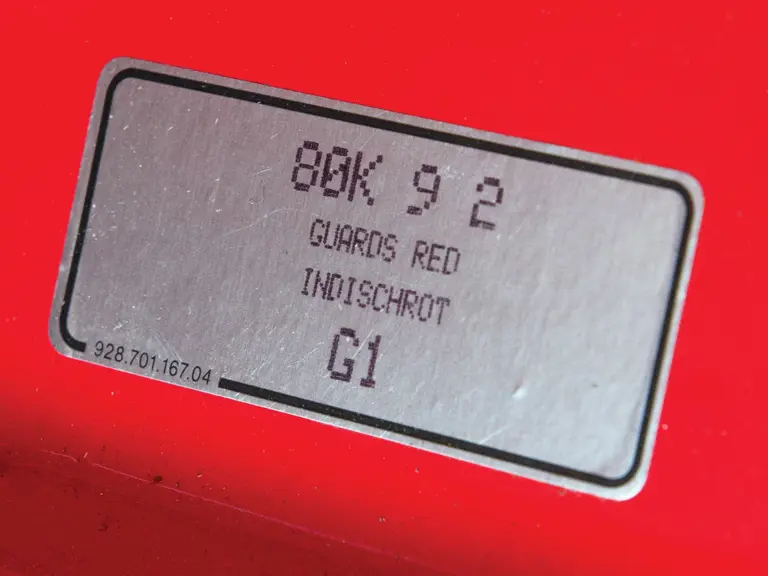 80K 9 2
GUARDS RED
INDISCHROT
G1
928.701.167.04